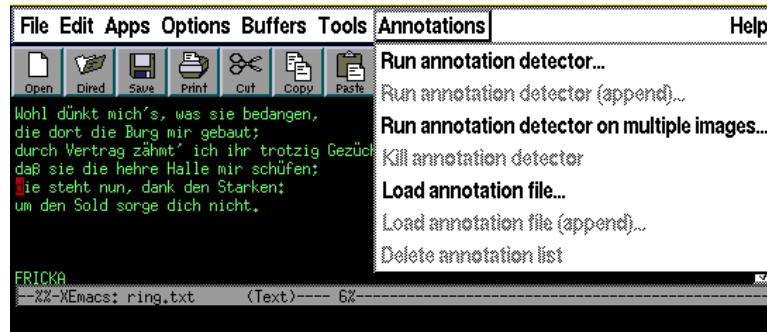 File Edit Apps Options Buffers Tools Annotations Help
Open Dired Save Print Cut Copy Paste
Run annotation detector...
Run annotation detector (append)...
Run annotation detector on multiple images...
Kill annotation detector
Load annotation file...
Load annotation file (append)...
Delete annotation list
Wohl dünkt mich's, was sie bedangen,
die dort die Burg mir gebaut;
durch Vertrag zähmt' ich ihr trotzig Gezüc
daß sie die hehre Halle mir schüfen;
ie steht nun, dank den Starken:
um den Sold sorge dich nicht.
FRICKA
--%%-XEmacs: ring.txt (Text)---- 6%--------